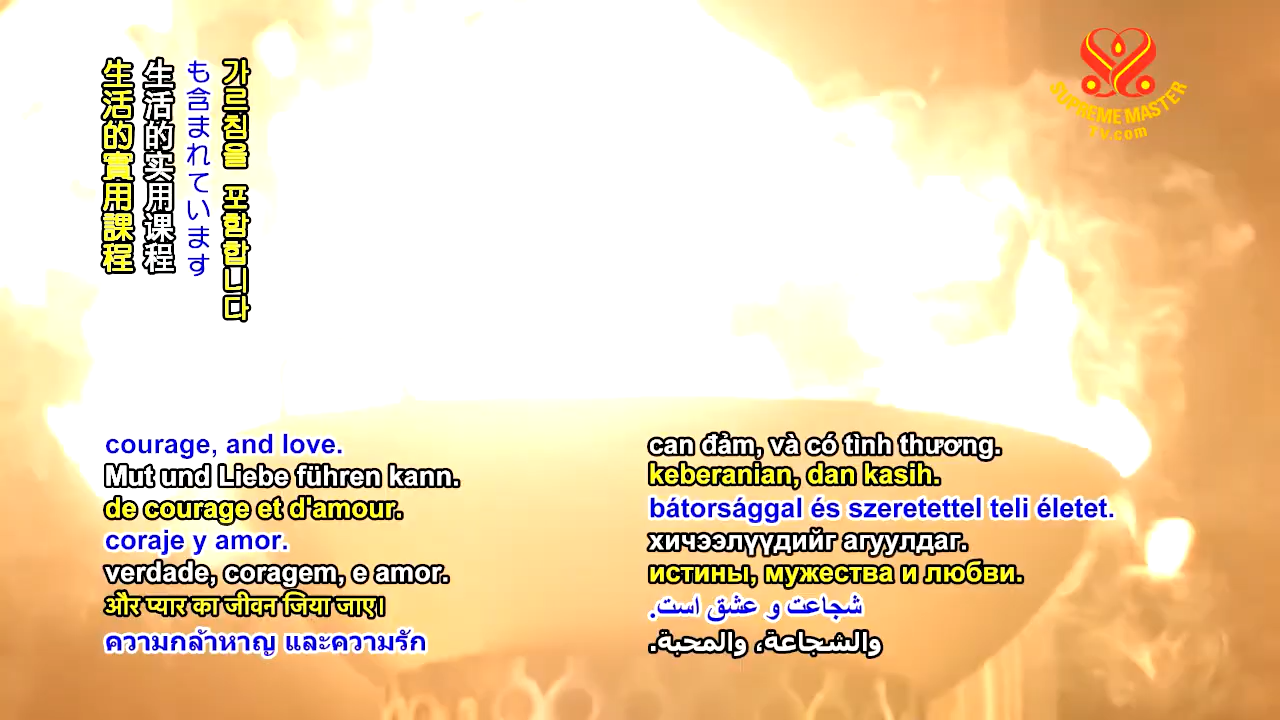 가르침을 포함합니다
も含まれています
生活的实用课程
生活的實用課程
SUPREME MASTER
TV.com
courage, and love.
Mut und Liebe führen kann.
de courage et d'amour.
coraje y amor.
verdade, coragem, e amor.
और प्यार का जीवन जिया जाए।
ความกล้าหาญ และความรัก
can đảm, và có tình thương.
keberanian, dan kasih.
bátorsággal és szeretettel teli életet.
хичээлүүдийг агуулдаг.
истины, мужества и любви.
شجاعت و عشق است.
والشجاعة، والمحبة.